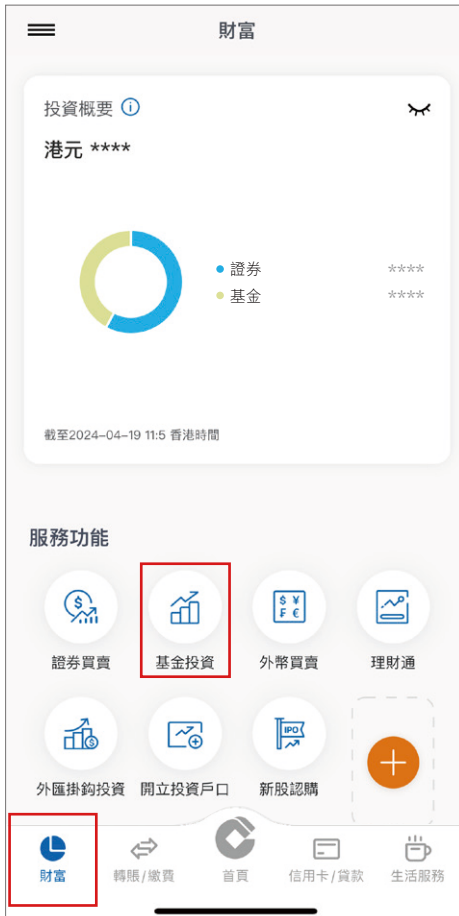 財富
投資概要
港元 ****
證券 ****
基金 ****
截至2024-04-19 11:5 香港時間
服務功能
$ $ ¥ F €
證券買賣 基金投資 外幣買賣 理財通
$ IPO
外匯掛鈎投資 開立投資戶口 新股認購
財富 轉賬/繳費 首頁 信用卡/貸款 生活服務